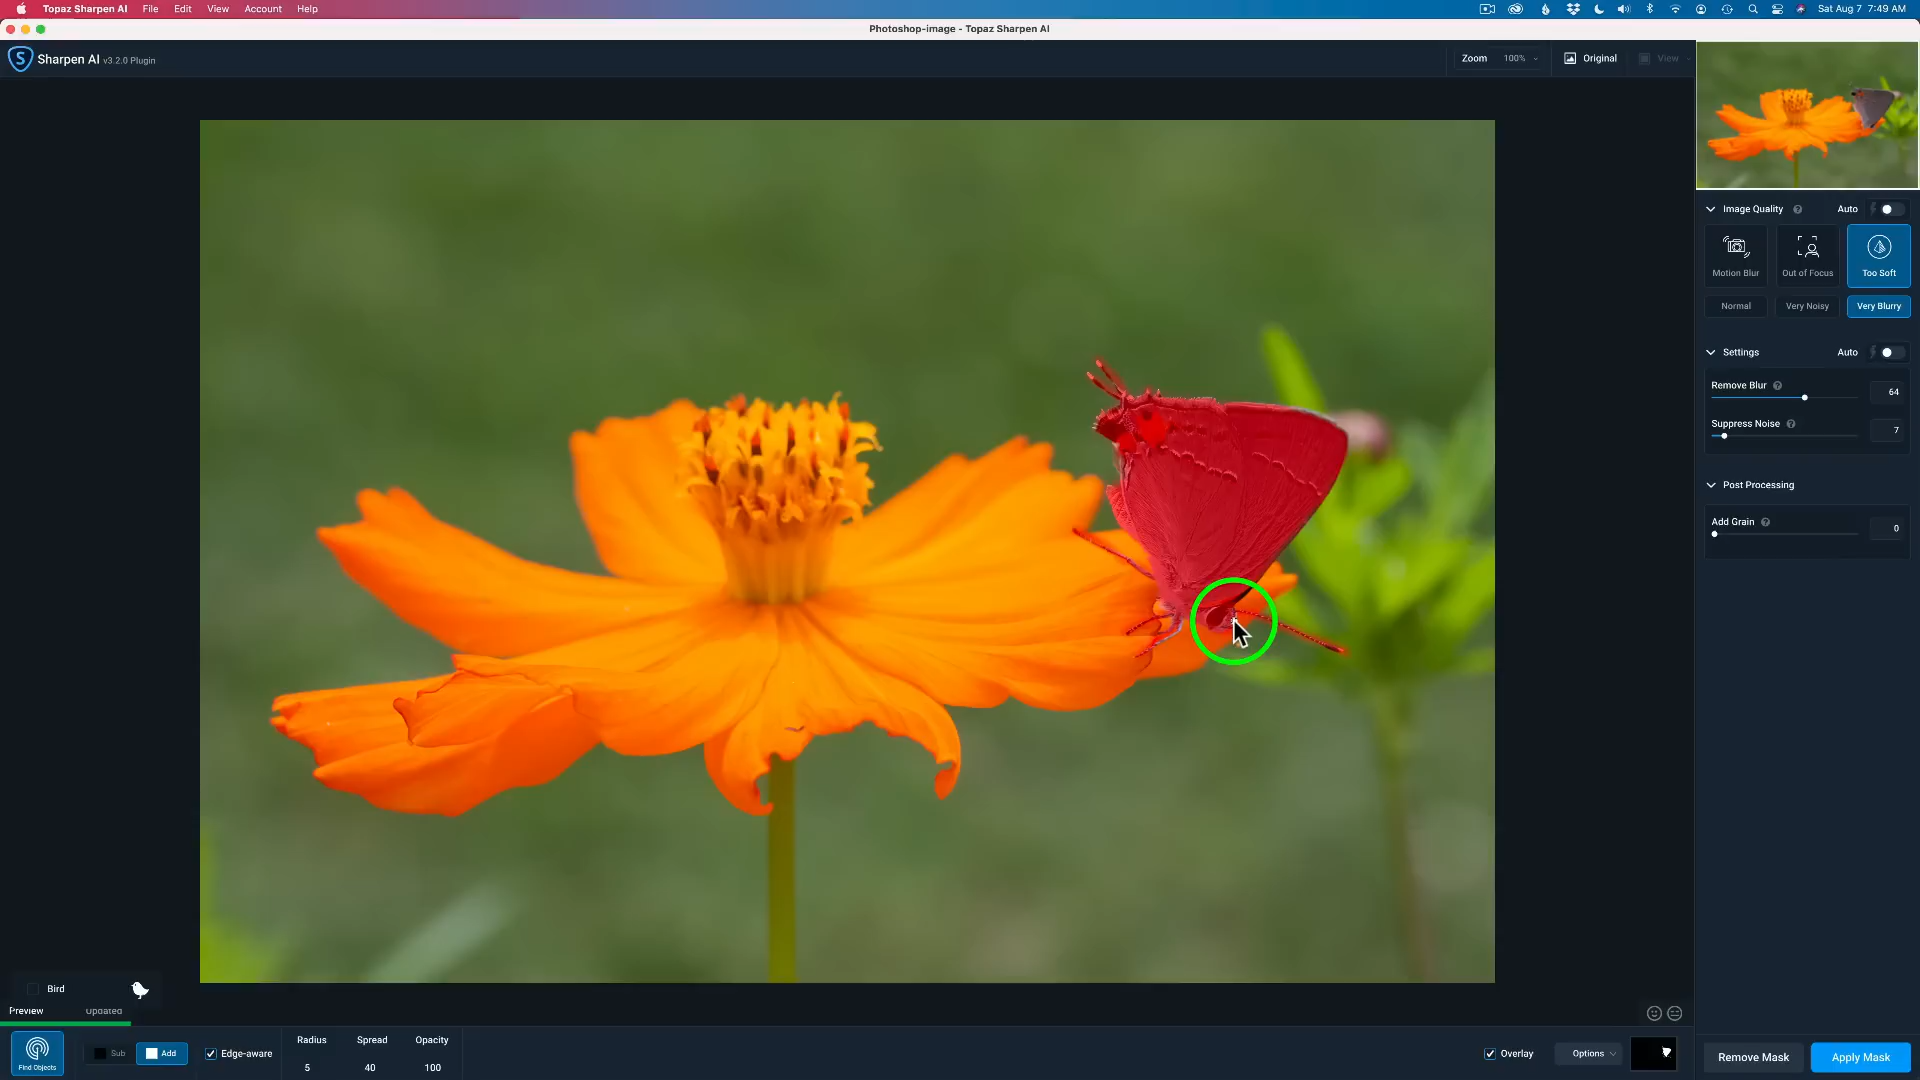 Topaz Sharpen AI File Edit View Account Help Sat Aug 7 7:49 AM
Photoshop-image - Topaz Sharpen AI
S Sharpen AI v3.2.0 Plugin Zoom 100% Original View
Image Quality ? Auto
Motion Blur Out of Focus Too Soft
Normal Very Noisy Very Blurry
Settings Auto
Remove Blur ? 64
Suppress Noise ? 7
Post Processing
Add Grain ? 0
Bird
Preview Updated
Find Objects Sub Add Edge-aware
Radius Spread Opacity
5 40 100
Overlay Options Remove Mask Apply Mask